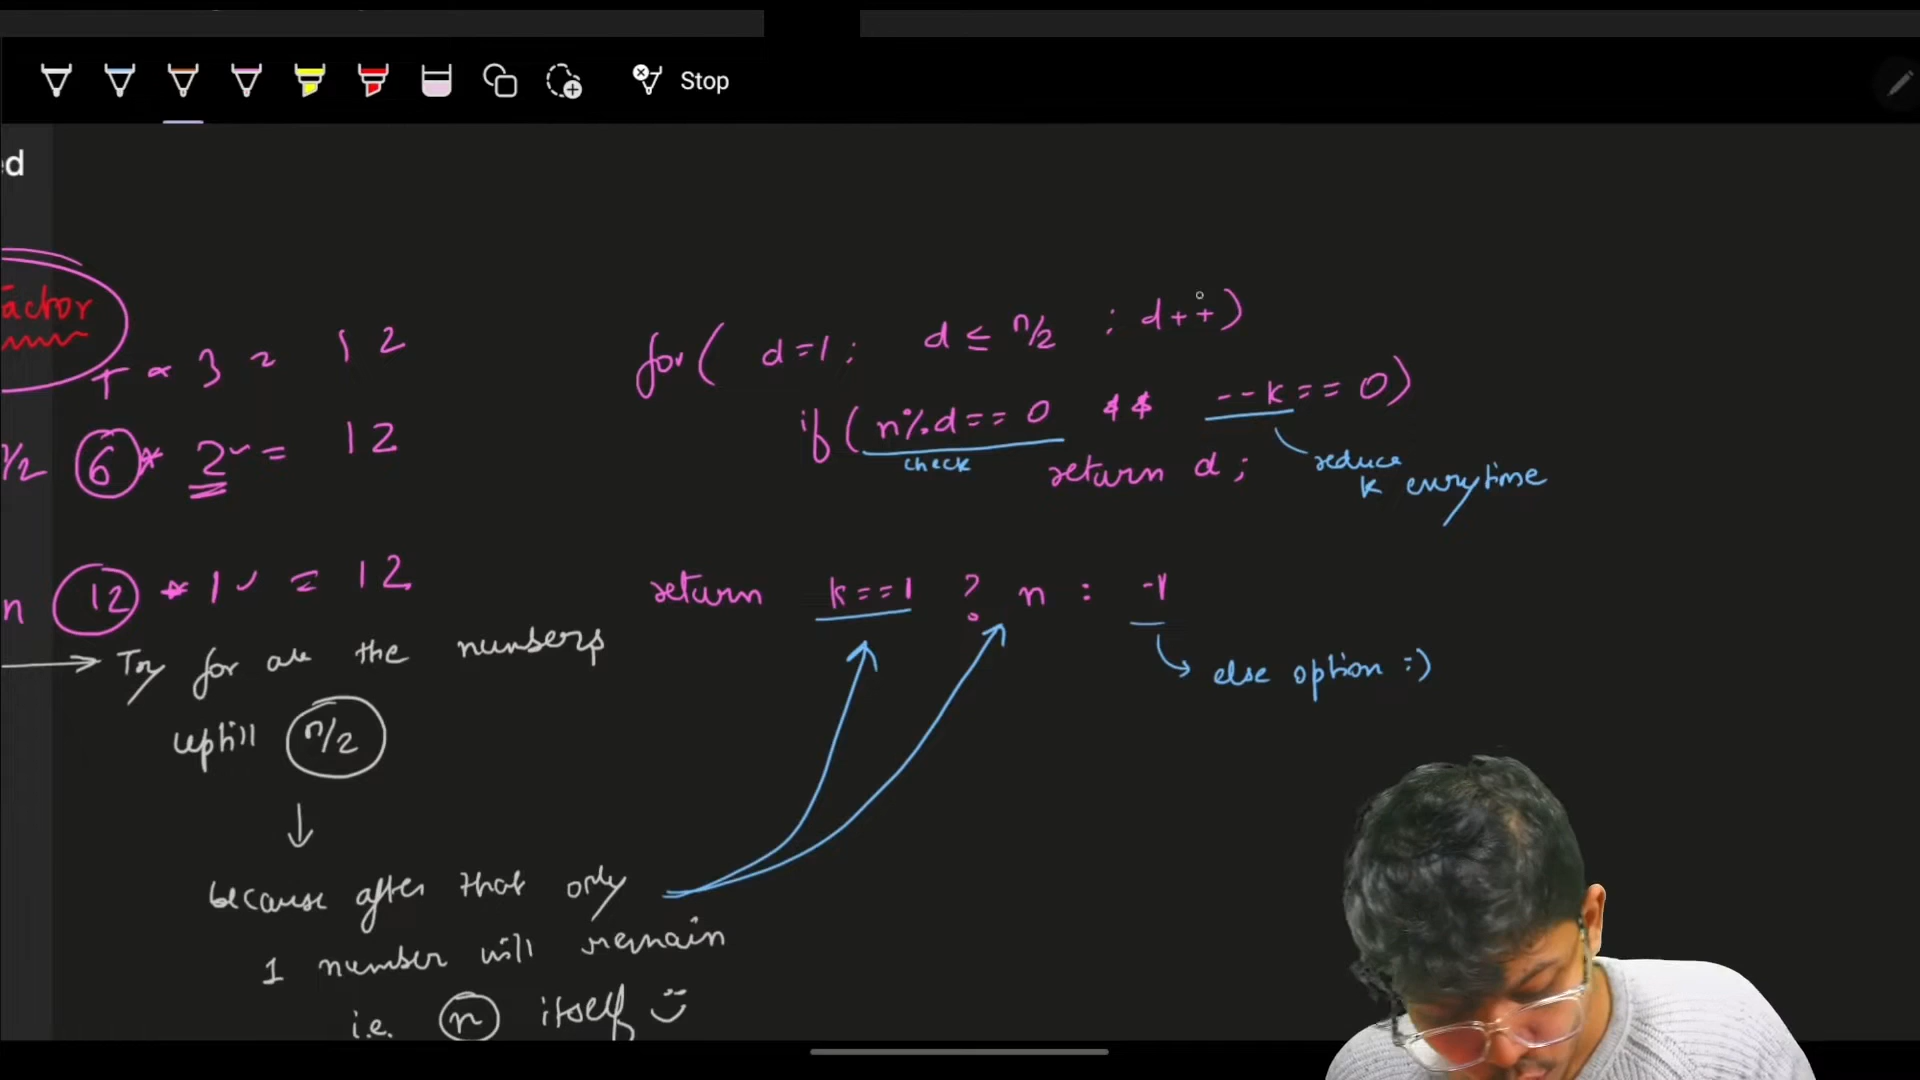 Stop
ed
actor
* 3 = 12
n/2 6 * 2 = 12
n 12 * 1 = 12
Try for all the numbers
uptill n/2
because after that only
1 number will remain
i.e. n itself
for( d=1; d ≤ n/2 ; d++)
if (n%d==0 && --k==0)
check
reduce
k everytime
return d;
return k==1 ? n : -1
else option :)